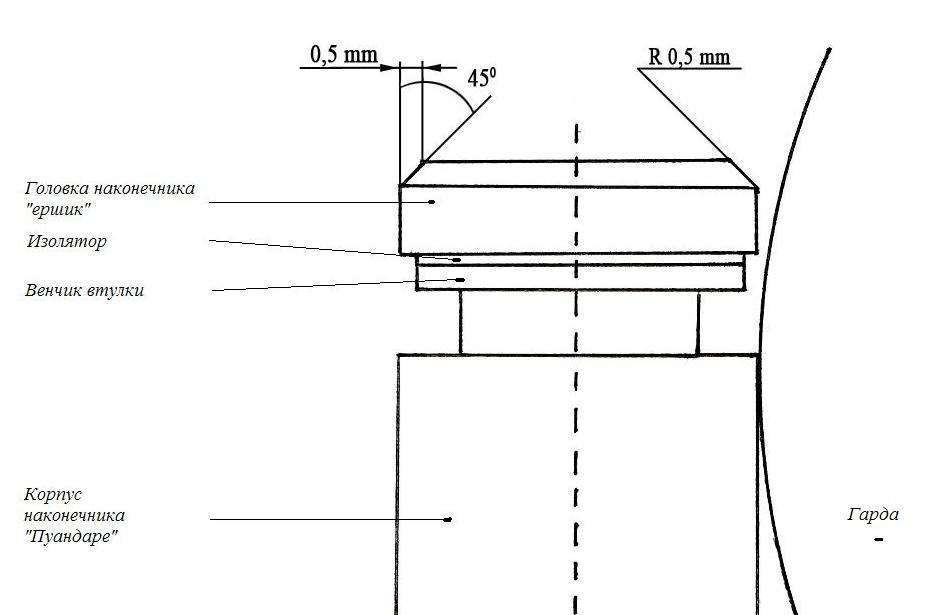 0,5 mm
45⁰
R 0,5 mm
Головка наконечника
"ершик"
Изолятор
Венчик втулки
Корпус
наконечника
"Пуандаре"
Гарда